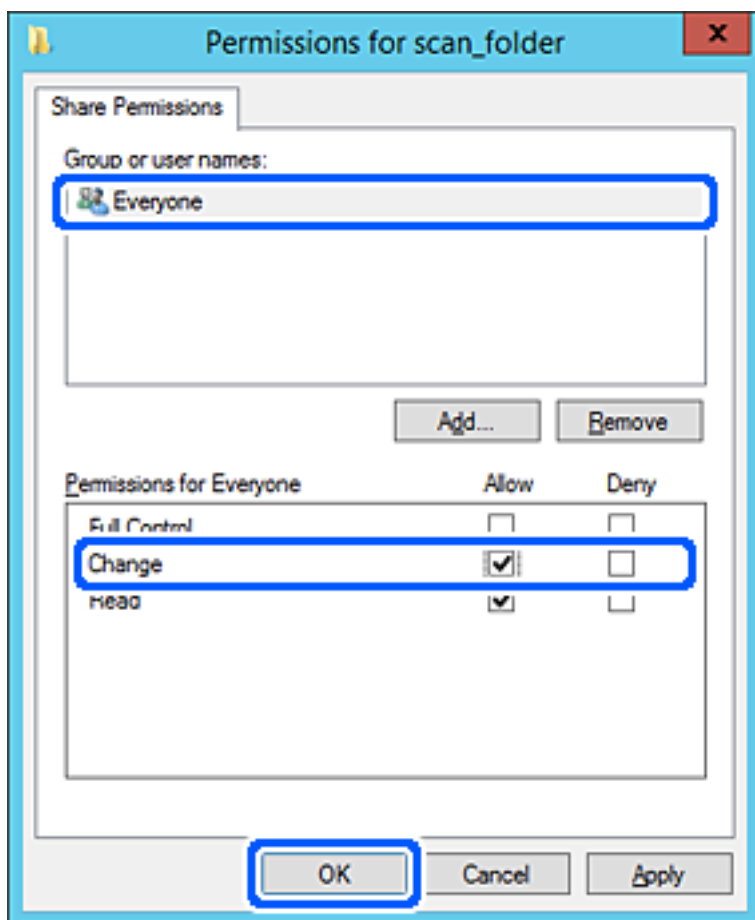 Permissions for scan_folder
x
Share Permissions
Group or user names:
Everyone
Add... Remove
Permissions for Everyone Allow Deny
Full Control
Change
Read
OK Cancel Apply